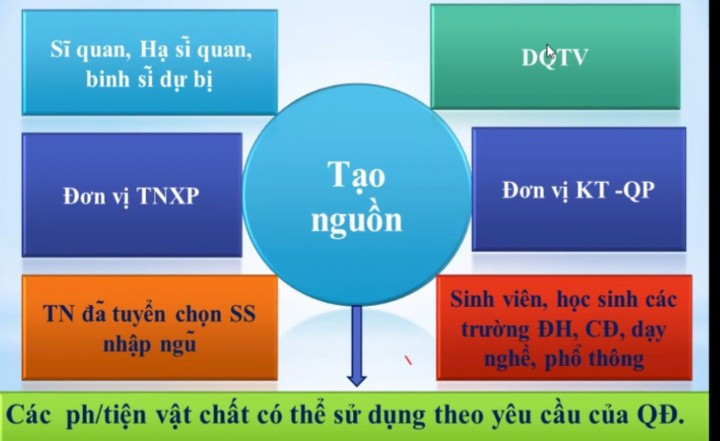 Sĩ quan, Hạ sĩ quan,
binh sĩ dự bị
DQTV
Đơn vị TNXP
Tạo
nguồn
Đơn vị KT -QP
TN đã tuyển chọn SS
nhập ngũ
Sinh viên, học sinh các
trường ĐH, CĐ, dạy
nghề, phổ thông
Các ph/tiện vật chất có thể sử dụng theo yêu cầu của QĐ.